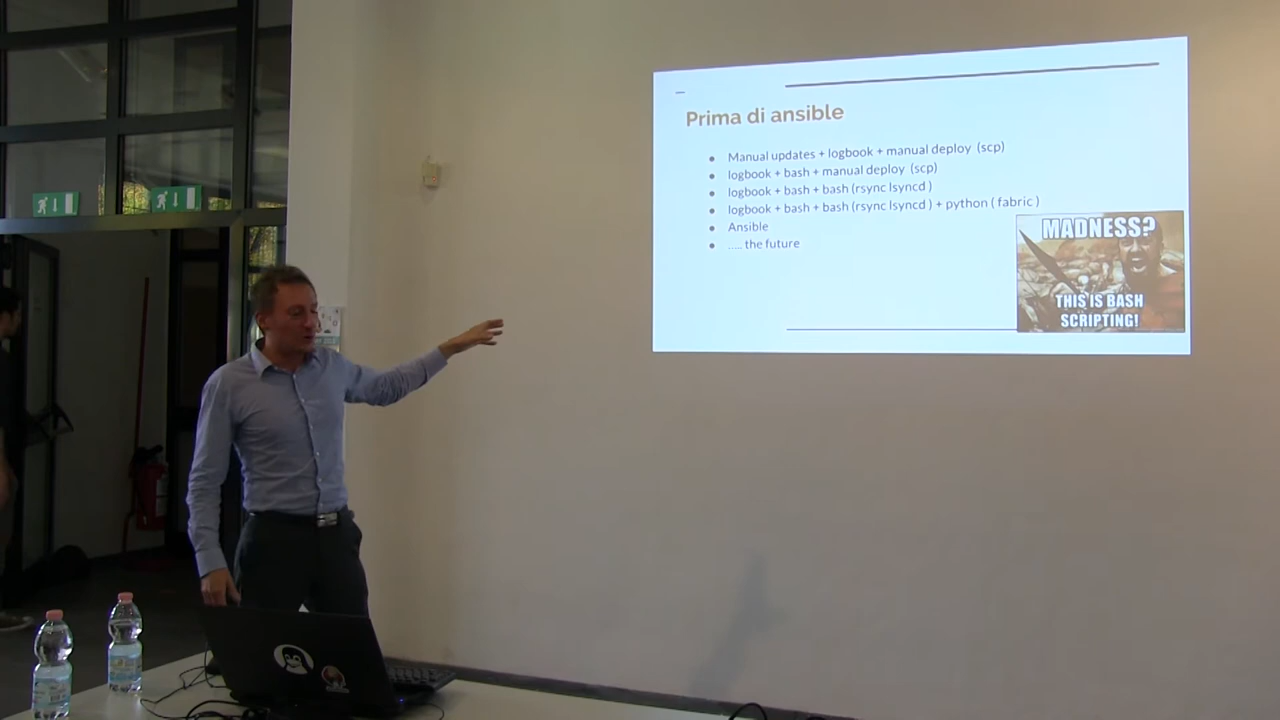 Prima di ansible
Manual updates + logbook + manual deploy (scp)
logbook + bash + manual deploy (scp)
logbook + bash + bash (rsync lsyncd )
logbook + bash + bash (rsync lsyncd ) + python ( fabric )
Ansible
..... the future
MADNESS?
THIS IS BASH
SCRIPTING!